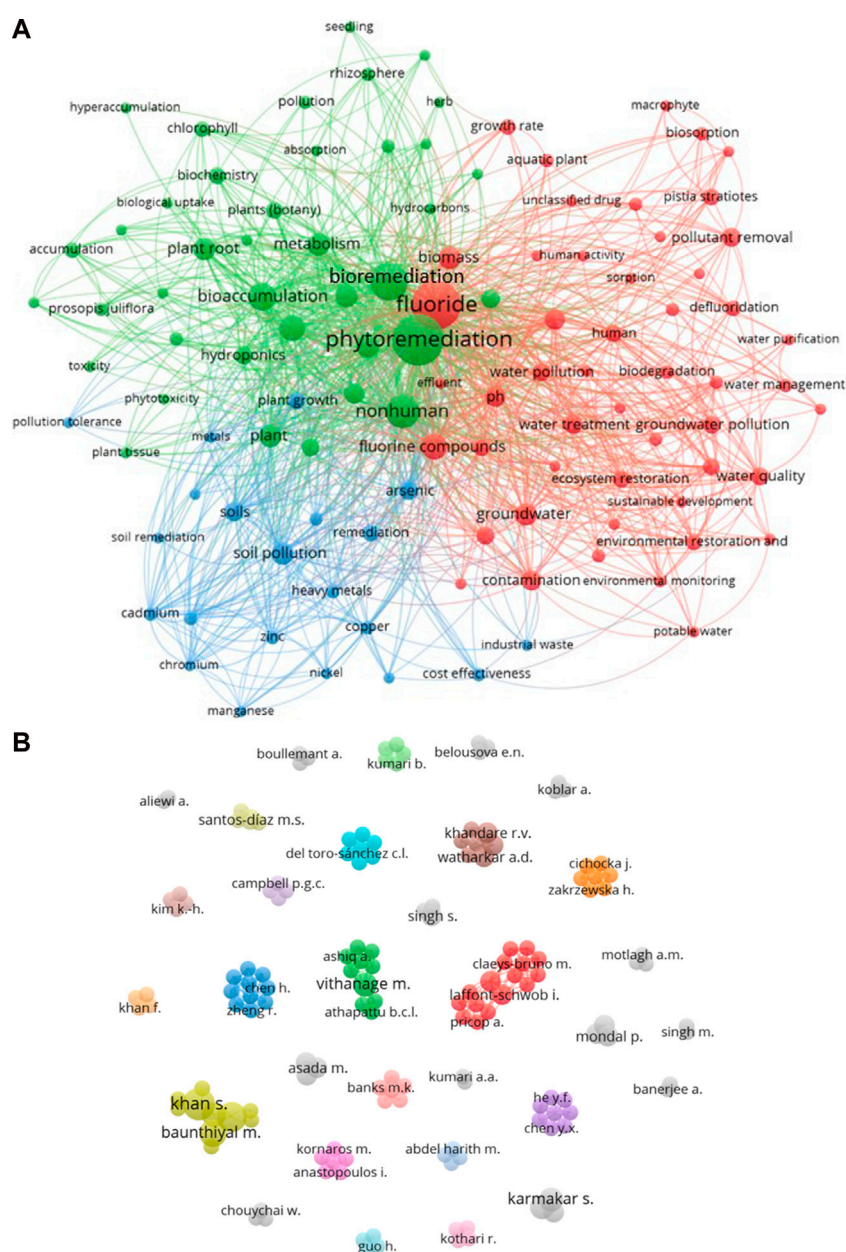 A
seedling
rhizosphere
hyperaccumulation
pollution
herb
macrophyte
chlorophyll
growth rate
biosorption
absorption
aquatic plant
biochemistry
biological uptake
plants (botany)
hydrocarbons
unclassified drug
pistia stratiotes
accumulation
plant root
metabolism
biomass
human activity
pollutant removal
bioremediation
sorption
prosopis juliflora
bioaccumulation
fluoride
defluoridation
phytoremediation
human
water purification
toxicity
hydroponics
effluent
water pollution
biodegradation
water management
phytotoxicity
plant growth
ph
pollution tolerance
nonhuman
metals
plant
water treatment
groundwater pollution
plant tissue
fluorine compounds
arsenic
ecosystem restoration
water quality
soils
groundwater
sustainable development
soil remediation
remediation
environmental restoration and
soil pollution
heavy metals
contamination
environmental monitoring
cadmium
zinc
copper
potable water
chromium
nickel
cost effectiveness
industrial waste
manganese
B
boullemant a.
kumari b.
belousova e.n.
aliewi a.
koblar a.
santos-díaz m.s.
khandare r.v.
del toro-sánchez c.l.
watharkar a.d.
cichocka j.
campbell p.g.c.
zakrzewska h.
kim k.-h.
singh s.
ashiq a.
claeys-bruno m.
motlagh a.m.
chen h.
vithanage m.
laffont-schwob i.
khan f.
zheng r.
athapattu b.c.l.
pricop a.
mondal p.
singh m.
asada m.
banks m.k.
kumari a.a.
banerjee a.
khan s.
he y.f.
baunthiyal m.
chen y.x.
kornaros m.
abdel harith m.
anastopoulos i.
karmakar s.
chouychai w.
guo h.
kothari r.